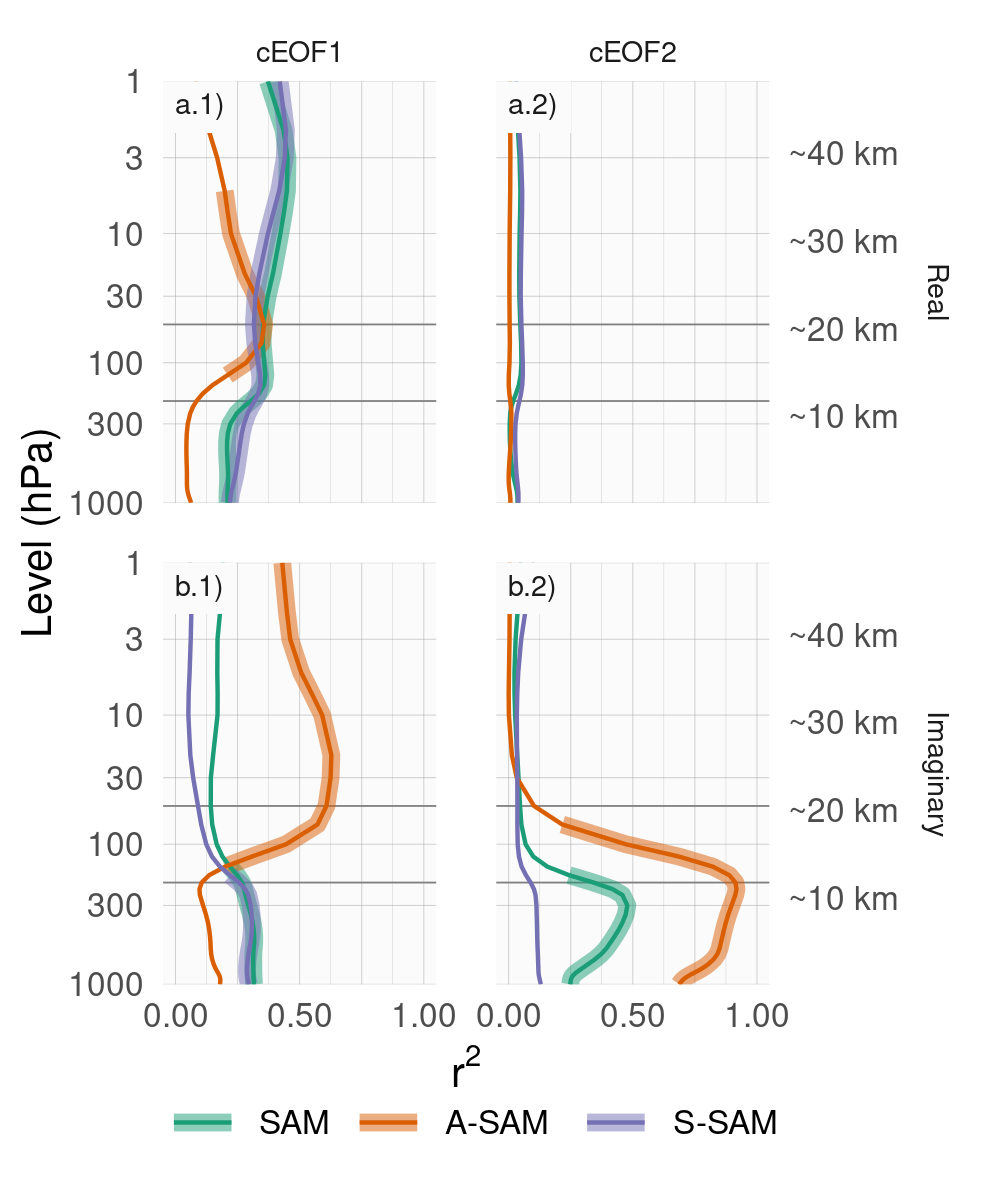 cEOF1 cEOF2
a.1) a.2)
1
3
10
30
100
300
1000
~40 km
~30 km
~20 km
~10 km
Real
Level (hPa)
b.1) b.2)
1
3
10
30
100
300
1000
~40 km
~30 km
~20 km
~10 km
Imaginary
0.00 0.50 1.00 0.00 0.50 1.00
r²
SAM A-SAM S-SAM